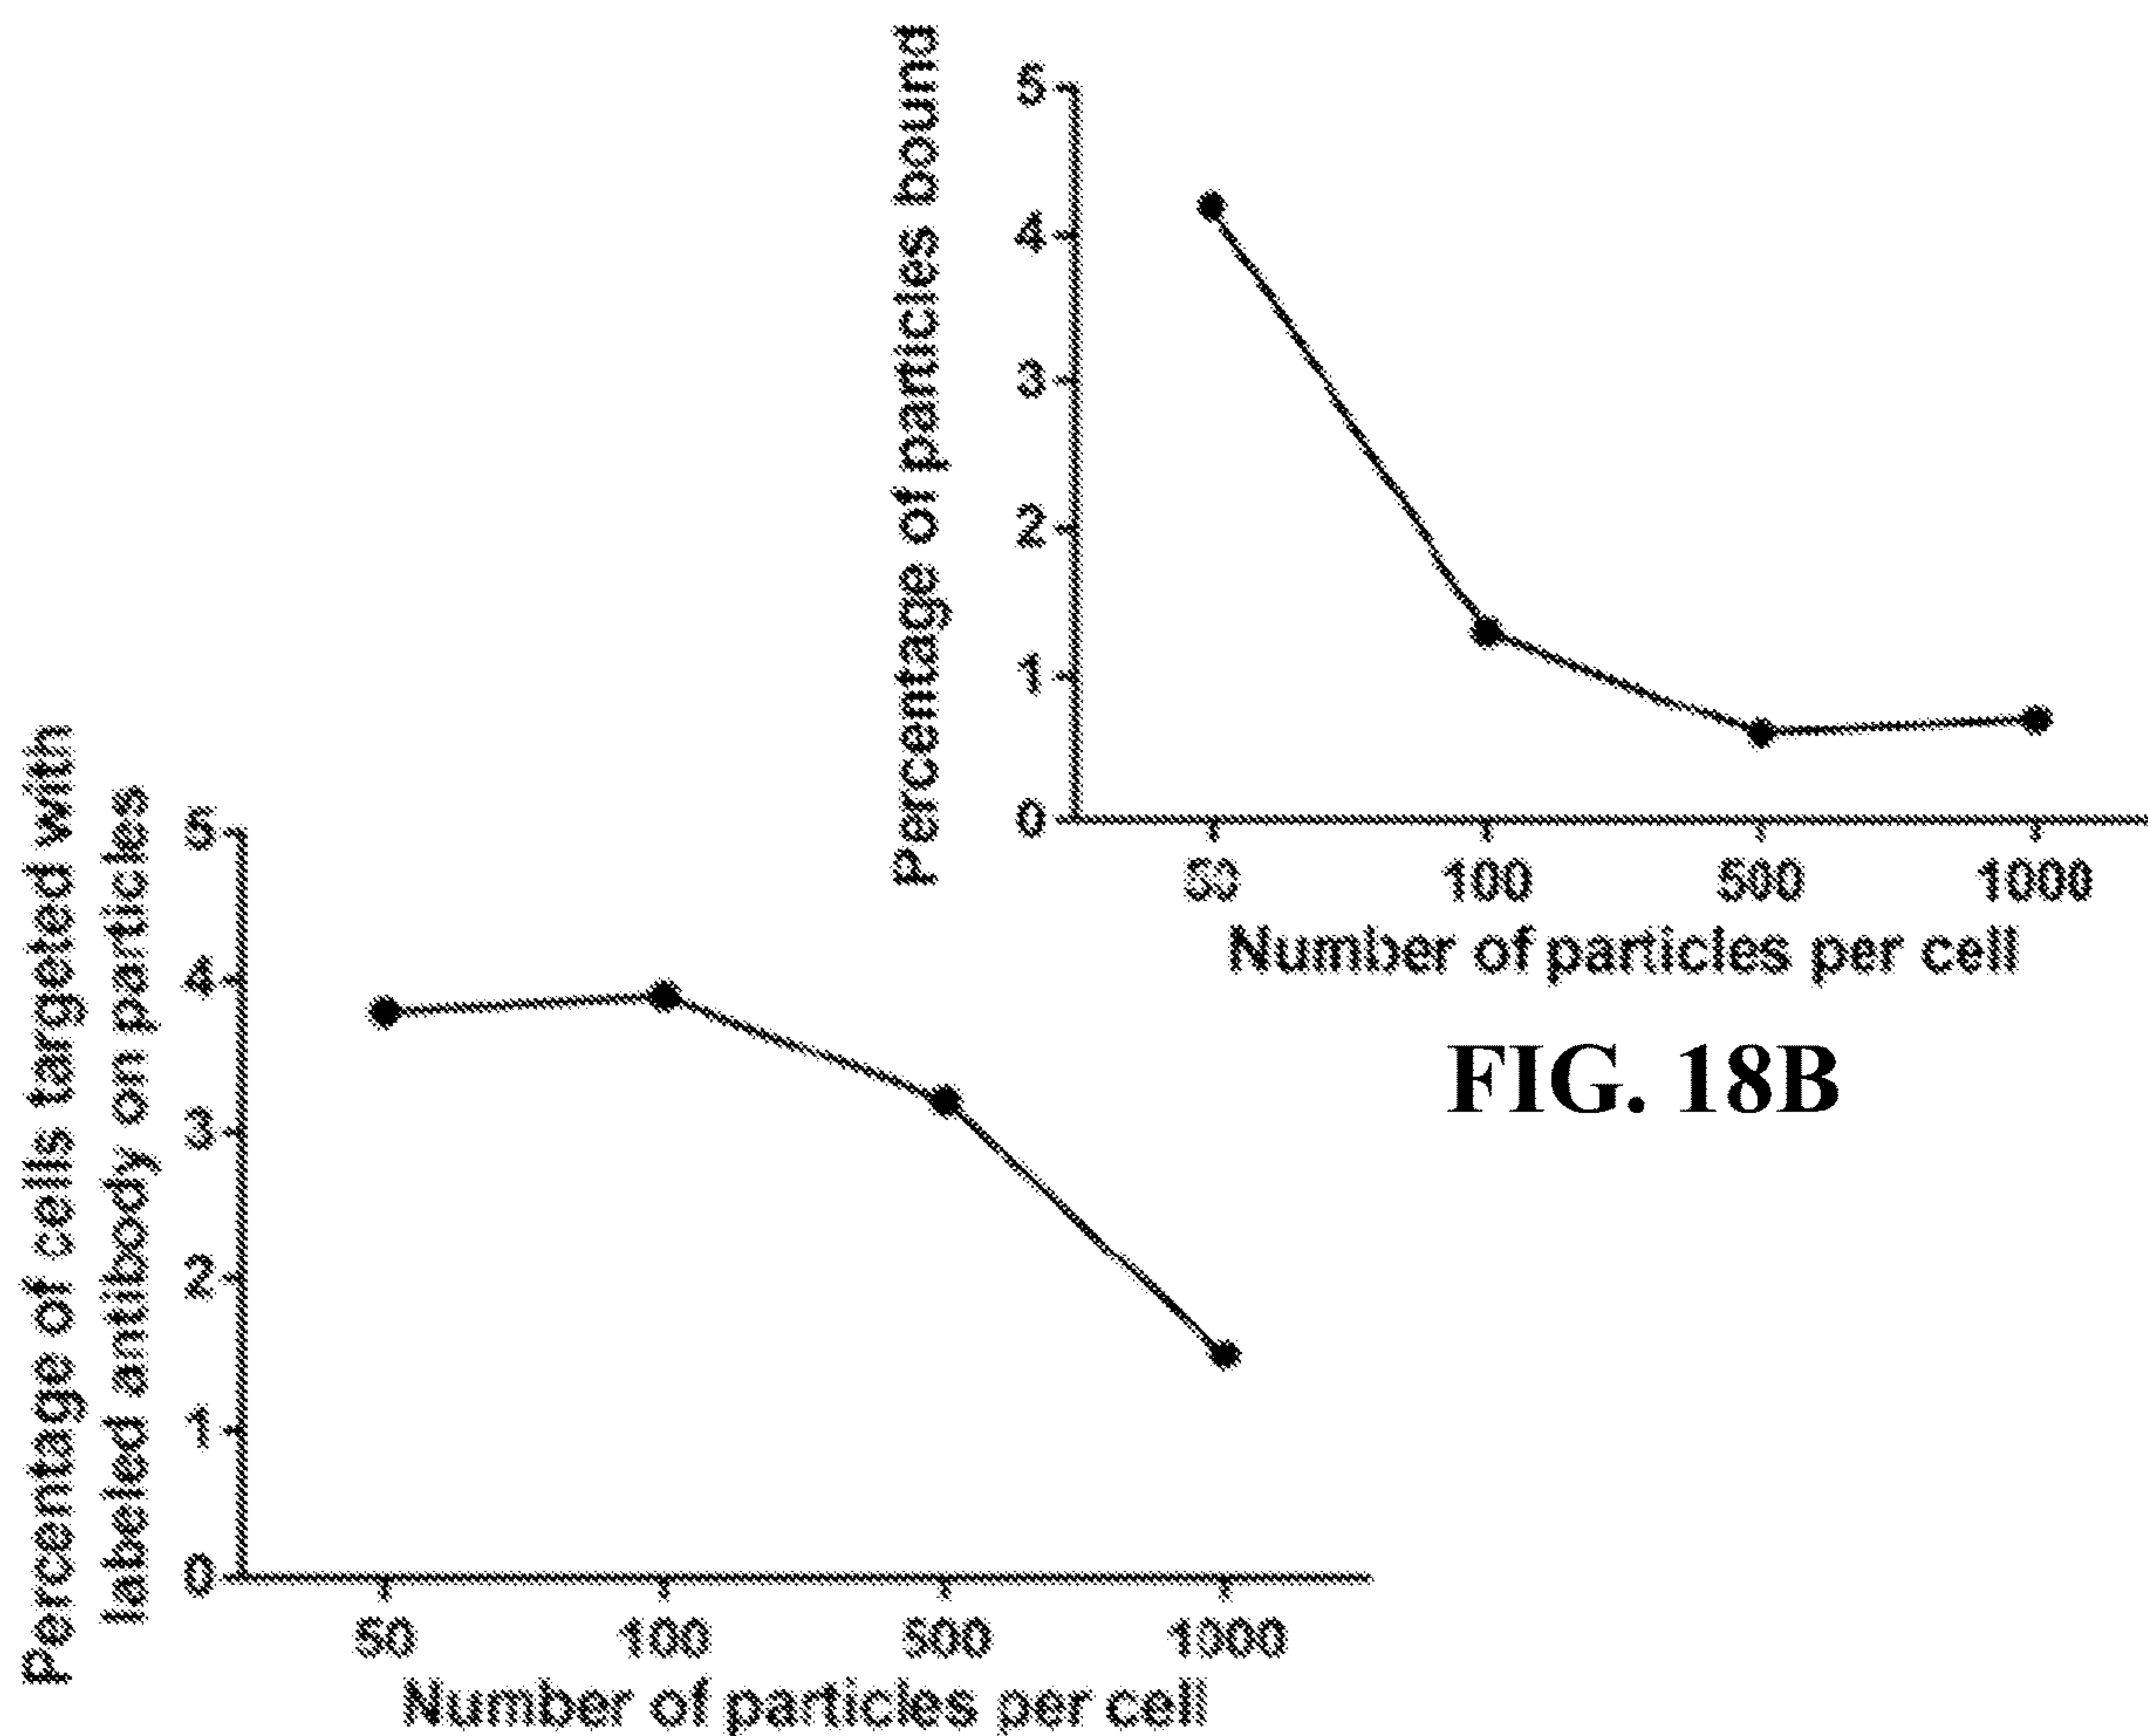 Percentage of particles bound
5
4
3
2
1
0
50 100 500 1000
Number of particles per cell
FIG. 18B
Percentage of cells targeted with
labeled antibody on particles
5
4
3
2
1
0
50 100 500 1000
Number of particles per cell